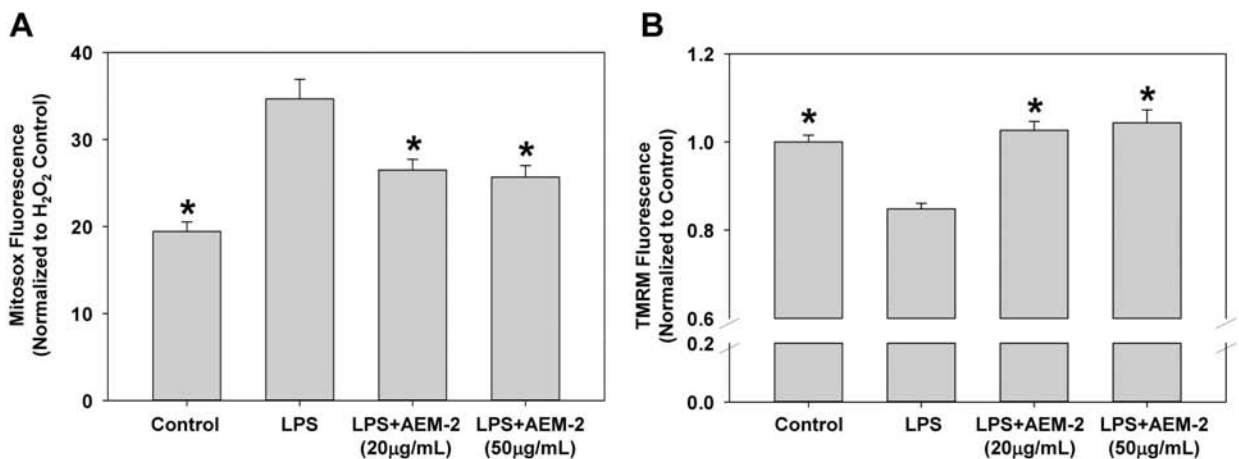 A
Mitosox Fluorescence
(Normalized to H₂O₂ Control)
40
30
20
10
0
*
*
*
Control
LPS
LPS+AEM-2
(20μg/mL)
LPS+AEM-2
(50μg/mL)
B
TMRM Fluorescence
(Normalized to Control)
1.2
1.0
0.8
0.6
0.2
0.0
*
*
*
Control
LPS
LPS+AEM-2
(20μg/mL)
LPS+AEM-2
(50μg/mL)